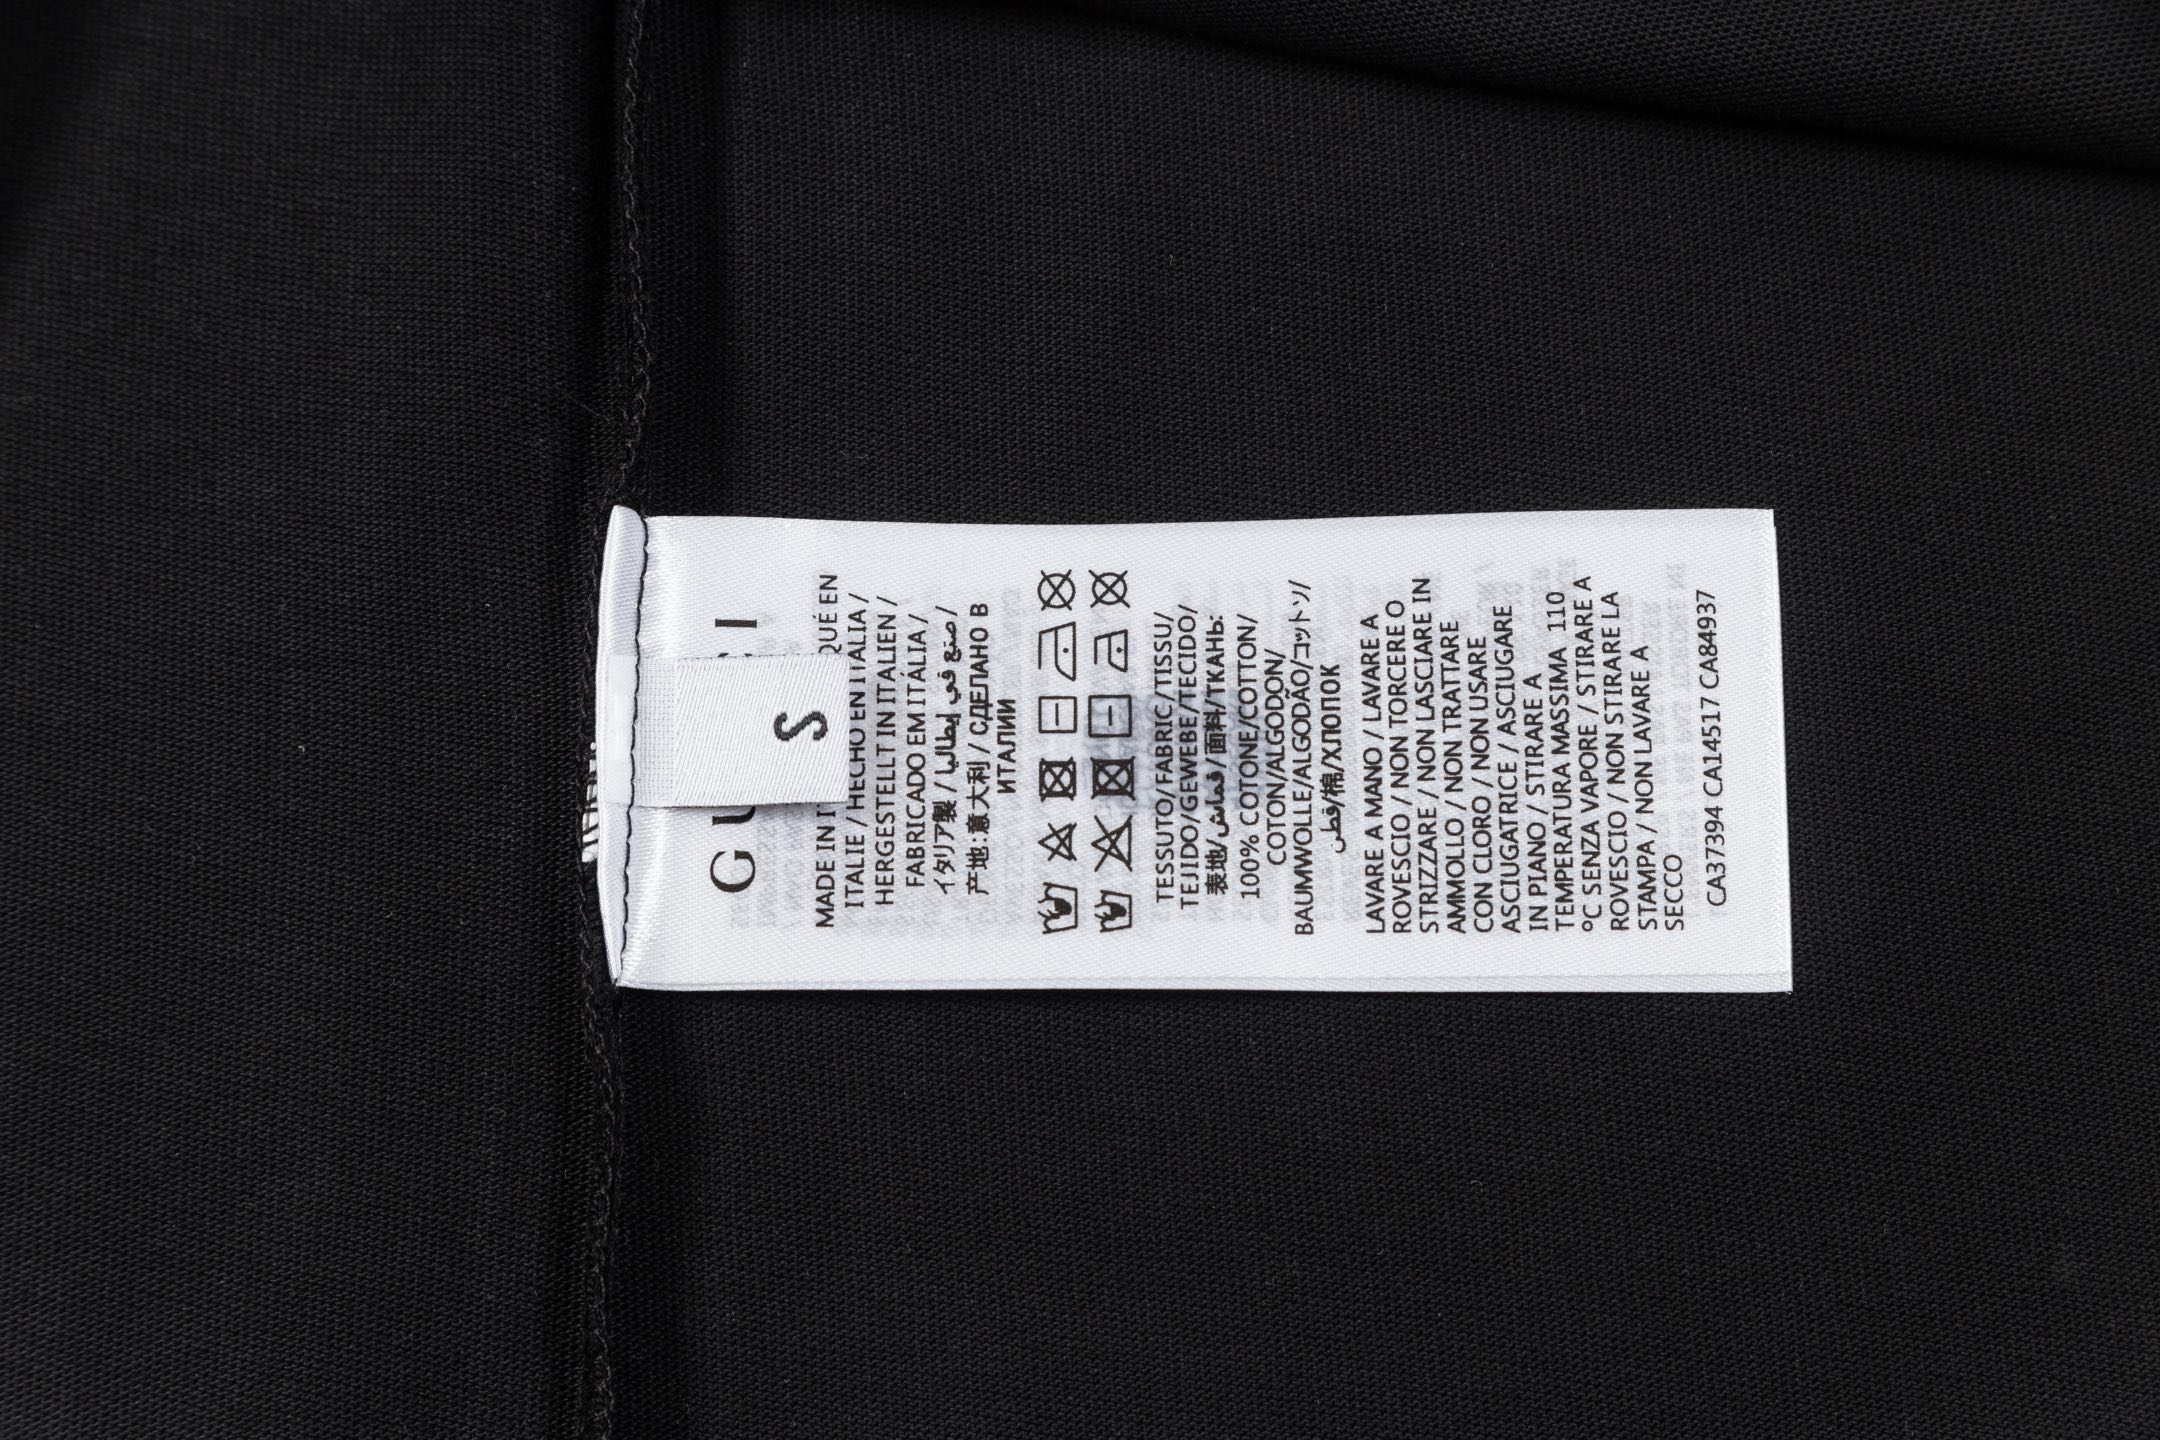 S
MADE IN
QUÉ EN
ITALIE / HECHO EN ITALIA /
HERGESTELLT IN ITALIEN /
FABRICADO EM ITÁLIA /
イタリア製 / صنع في إيطاليا /
产地:意大利 / СДЕЛАНО В
ИТАЛИИ
TESSUTO/FABRIC/TISSU/
TEJIDO/GEWEBE/TECIDO/
表地/قماش/面料/ТКАНЬ:
100% COTONE/COTTON/
COTON/ALGODON/
BAUMWOLLE/ALGODÃO/コットン/
قطن/棉/ХЛОПОК
LAVARE A MANO / LAVARE A
ROVESCIO / NON TORCERE O
STRIZZARE / NON LASCIARE IN
AMMOLLO / NON TRATTARE
CON CLORO / NON USARE
ASCIUGATRICE / ASCIUGARE
IN PIANO / STIRARE A
TEMPERATURA MASSIMA 110
°C SENZA VAPORE / STIRARE A
ROVESCIO / NON STIRARE LA
STAMPA / NON LAVARE A
SECCO
CA37394 CA14517 CA84937